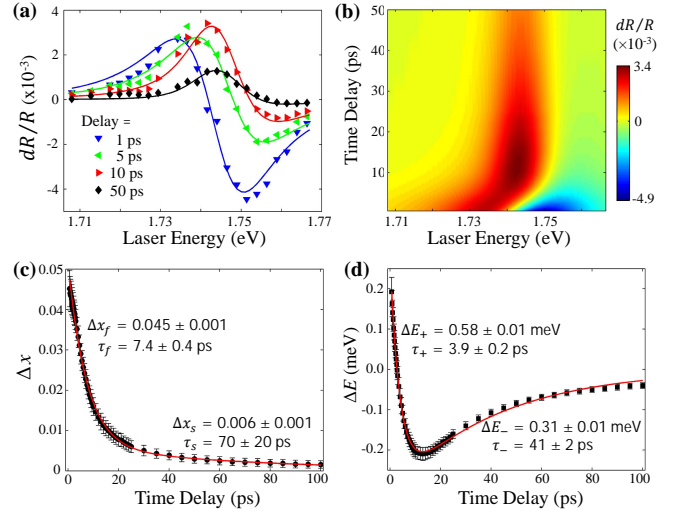 (a)
dR/R (x10⁻³)
4
2
0
-2
-4
Delay =
1 ps
5 ps
10 ps
50 ps
1.71
1.73
1.75
1.77
Laser Energy (eV)
(b)
Time Delay (ps)
50
40
30
20
10
1.71
1.73
1.75
Laser Energy (eV)
dR/R
(×10⁻³)
3.4
0
-4.9
(c)
Δx
0.05
0.04
0.03
0.02
0.01
0
Δx_f = 0.045 ± 0.001
τ_f = 7.4 ± 0.4 ps
Δx_s = 0.006 ± 0.001
τ_s = 70 ± 20 ps
0 20 40 60 80 100
Time Delay (ps)
(d)
ΔE (meV)
0.2
0.0
-0.1
-0.2
ΔE₊ = 0.58 ± 0.01 meV
τ₊ = 3.9 ± 0.2 ps
ΔE₋ = 0.31 ± 0.01 meV
τ₋ = 41 ± 2 ps
0 20 40 60 80 100
Time Delay (ps)